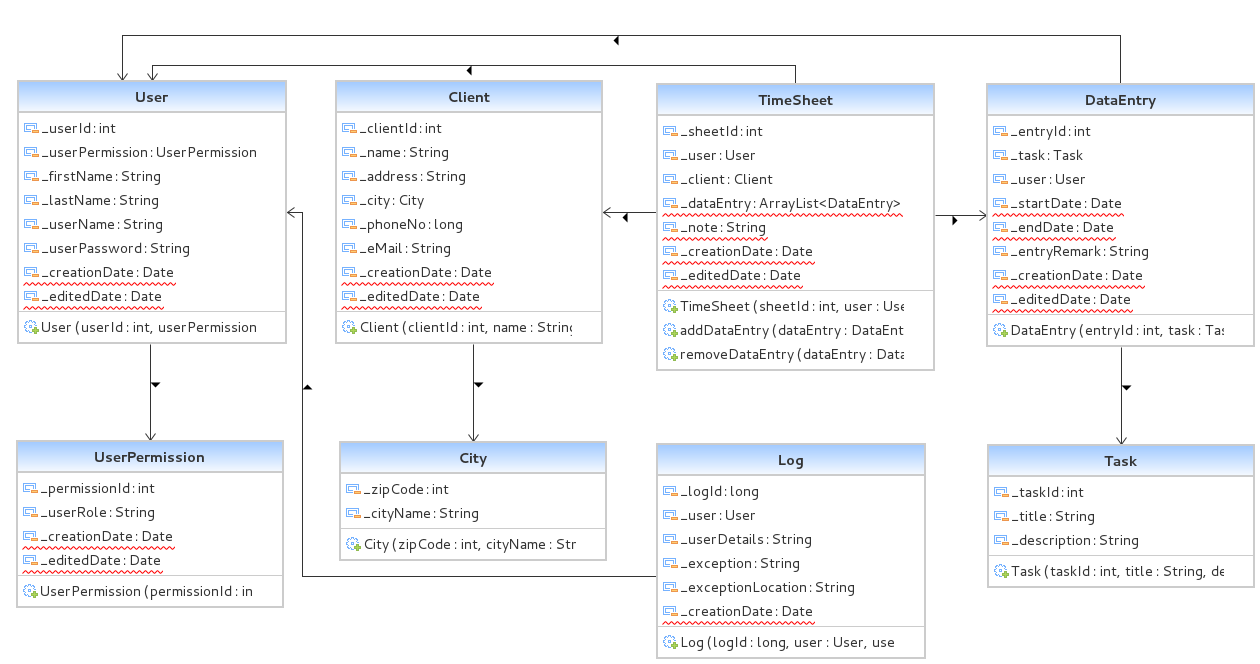 User
_userId : int
_userPermission : UserPermission
_firstName : String
_lastName : String
_userName : String
_userPassword : String
_creationDate : Date
_editedDate : Date
User (userId : int, userPermission
Client
_clientId : int
_name : String
_address : String
_city : City
_phoneNo : long
_eMail : String
_creationDate : Date
_editedDate : Date
Client (clientId : int, name : String
TimeSheet
_sheetId : int
_user : User
_client : Client
_dataEntry : ArrayList<DataEntry>
_note : String
_creationDate : Date
_editedDate : Date
TimeSheet (sheetId : int, user : Use
addDataEntry (dataEntry : DataEnt
removeDataEntry (dataEntry : Data
DataEntry
_entryId : int
_task : Task
_user : User
_startDate : Date
_endDate : Date
_entryRemark : String
_creationDate : Date
_editedDate : Date
DataEntry (entryId : int, task : Tas
UserPermission
_permissionId : int
_userRole : String
_creationDate : Date
_editedDate : Date
UserPermission (permissionId : in
City
_zipCode : int
_cityName : String
City (zipCode : int, cityName : Str
Log
_logId : long
_user : User
_userDetails : String
_exception : String
_exceptionLocation : String
_creationDate : Date
Log (logId : long, user : User, use
Task
_taskId : int
_title : String
_description : String
Task (taskId : int, title : String, de